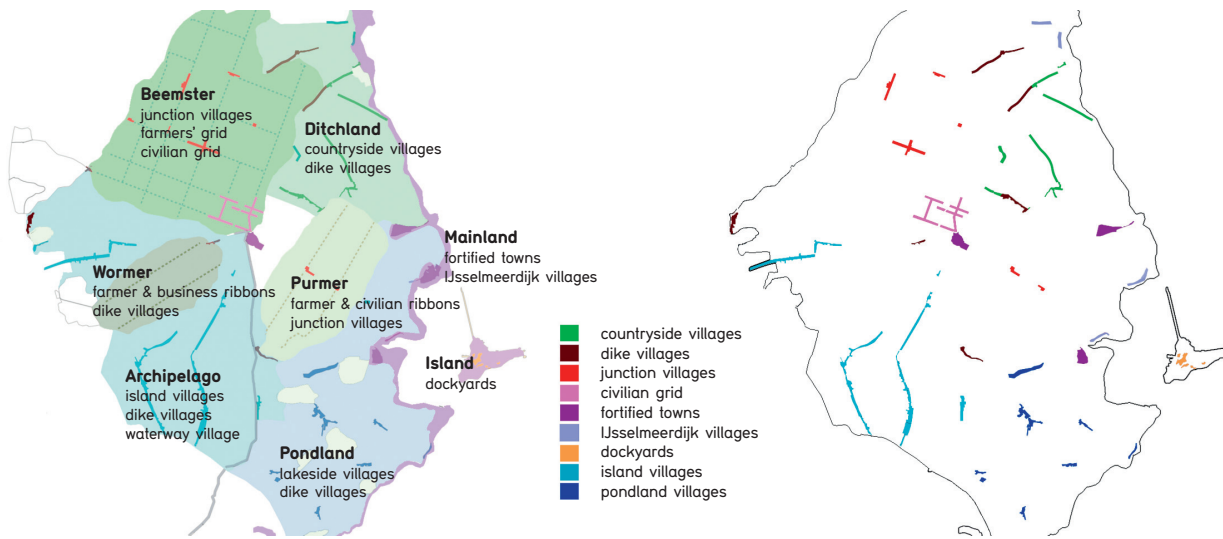 Beemster
junction villages
farmers' grid
civilian grid
Ditchland
countryside villages
dike villages
Mainland
fortified towns
IJsselmeerdijk villages
Wormer
farmer & business ribbons
dike villages
Purmer
farmer & civilian ribbons
junction villages
Island
dockyards
Archipelago
island villages
dike villages
waterway village
Pondland
lakeside villages
dike villages
countryside villages
dike villages
junction villages
civilian grid
fortified towns
IJsselmeerdijk villages
dockyards
island villages
pondland villages